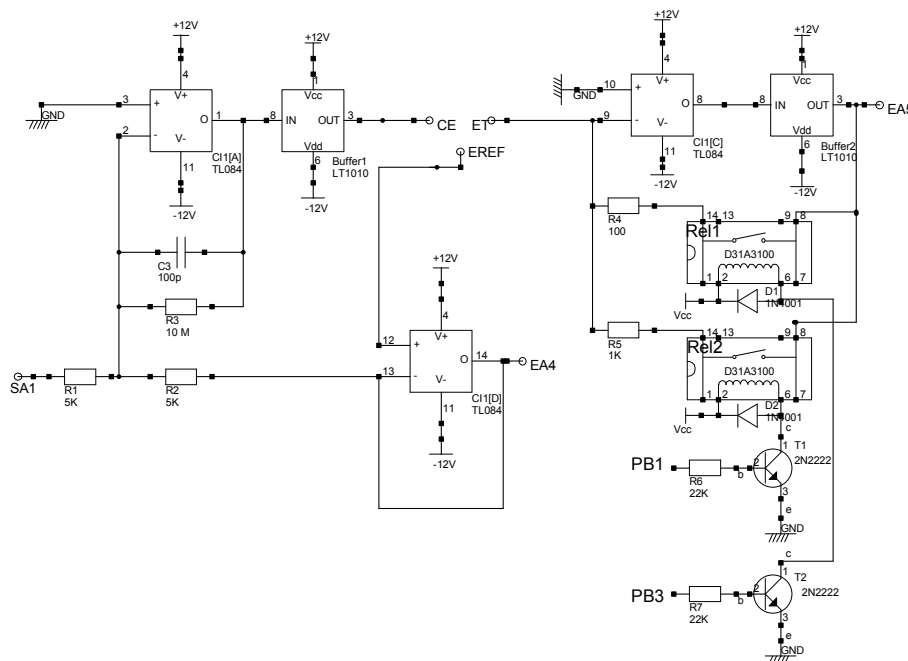 +12V
4
V+
3
+
GND
2
-
O
1
V-
11
CI1[A]
TL084
-12V
+12V
1
Vcc
8
IN
OUT
3
CE
Vdd
6
Buffer1
LT1010
-12V
C3
100p
R3
10 M
SA1
R1
5K
R2
5K
EREF
+12V
4
V+
12
+
13
-
O
14
EA4
V-
11
CI1[D]
TL084
-12V
+12V
4
V+
10
+
GND
ET
9
-
O
8
V-
11
CI1[C]
TL084
-12V
+12V
1
Vcc
8
IN
OUT
3
EA5
Vdd
6
Buffer2
LT1010
-12V
R4
100
14 13
9 8
Rel1
D31A3100
1 2
6 7
Vcc
D1
1N4001
R5
1K
14 13
9 8
Rel2
D31A3100
1 2
6 7
Vcc
D2
1N4001
c
1
T1
2N2222
PB1
R6
22K
b
2
3
e
GND
c
1
T2
2N2222
PB3
R7
22K
b
2
3
e
GND